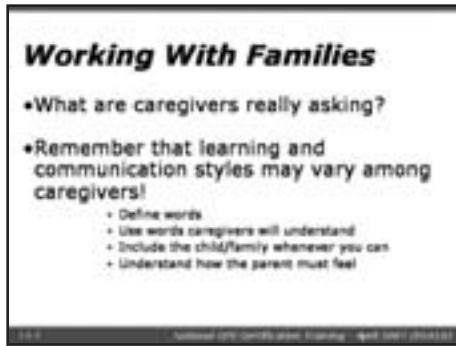 Working With Families
•What are caregivers really asking?
•Remember that learning and
communication styles may vary among
caregivers!
• Define words
• Use words caregivers will understand
• Include the child/family whenever you can
• Understand how the parent must feel